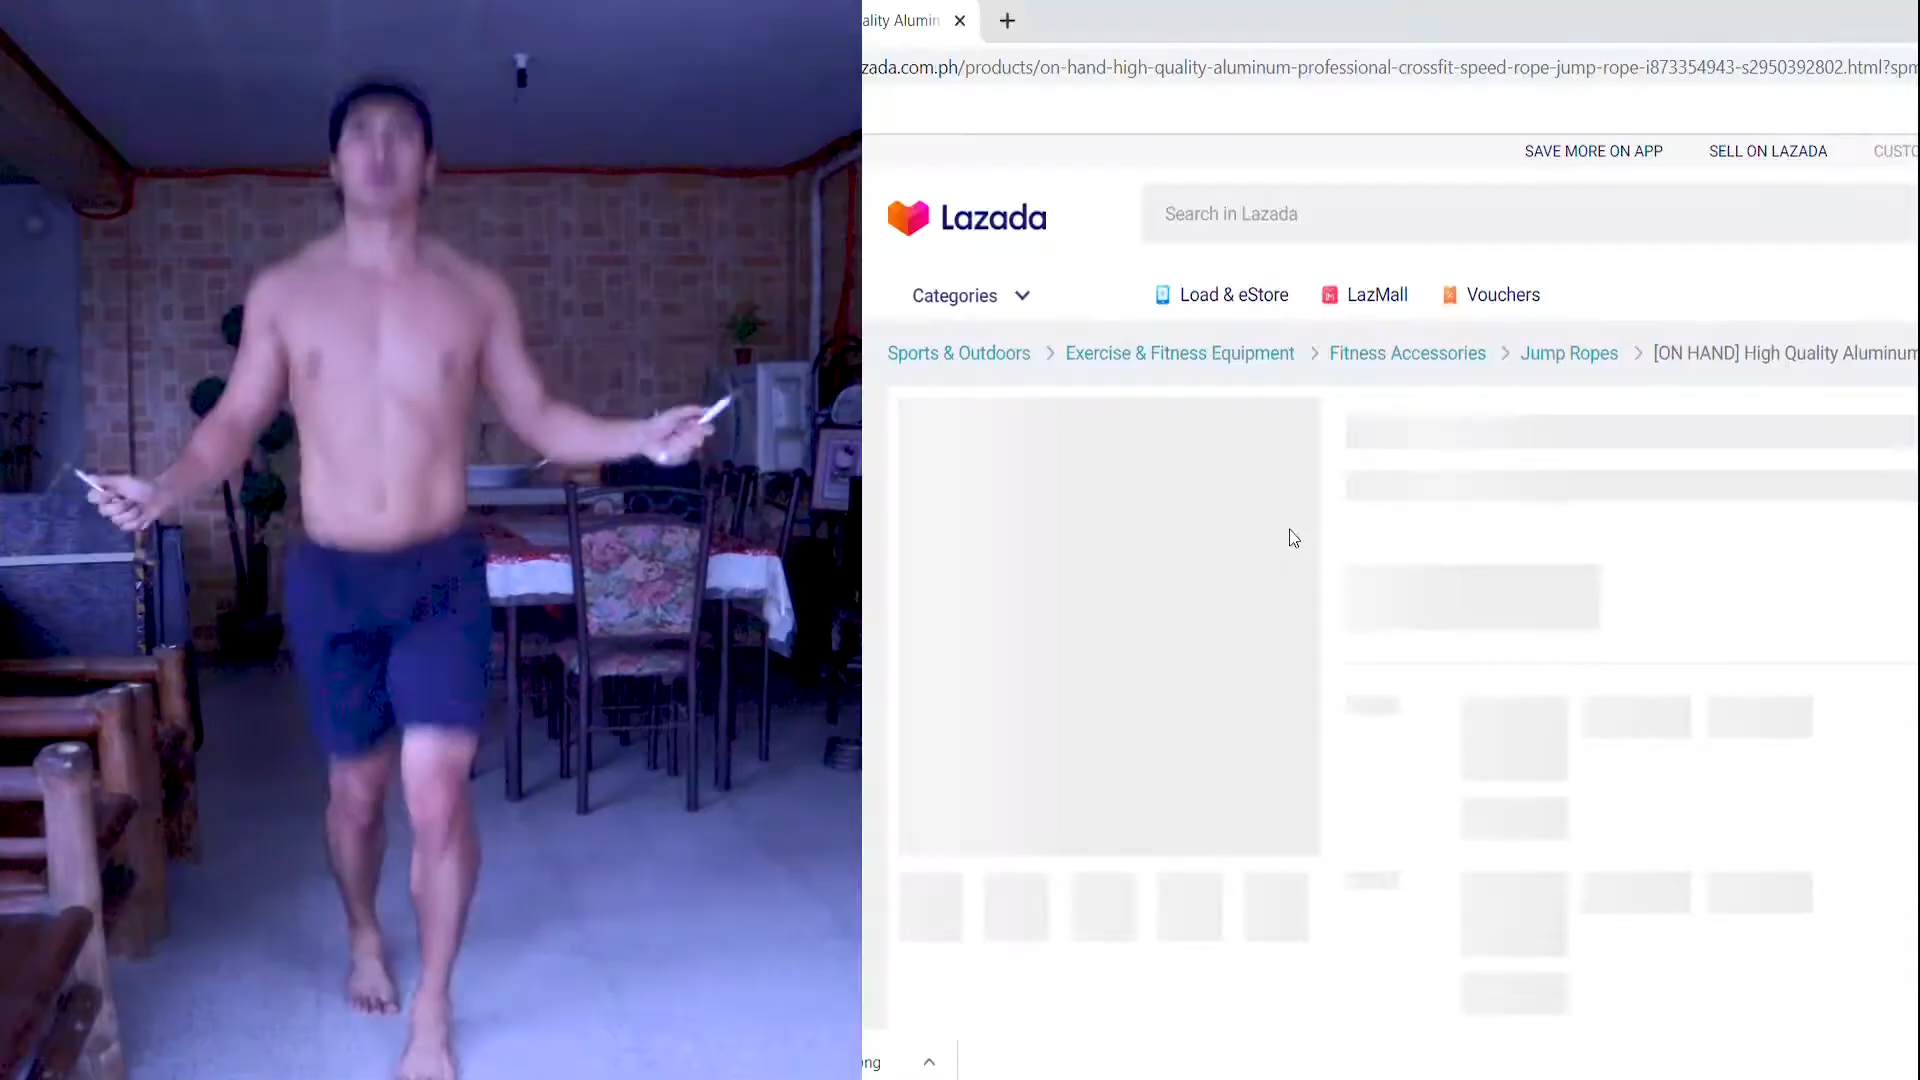 ality Alumin
zada.com.ph/products/on-hand-high-quality-aluminum-professional-crossfit-speed-rope-jump-rope-i873354943-s2950392802.html?spm
SAVE MORE ON APP SELL ON LAZADA CUSTO
Lazada
Search in Lazada
Categories Load & eStore LazMall Vouchers
Sports & Outdoors > Exercise & Fitness Equipment > Fitness Accessories > Jump Ropes > [ON HAND] High Quality Aluminum
ong